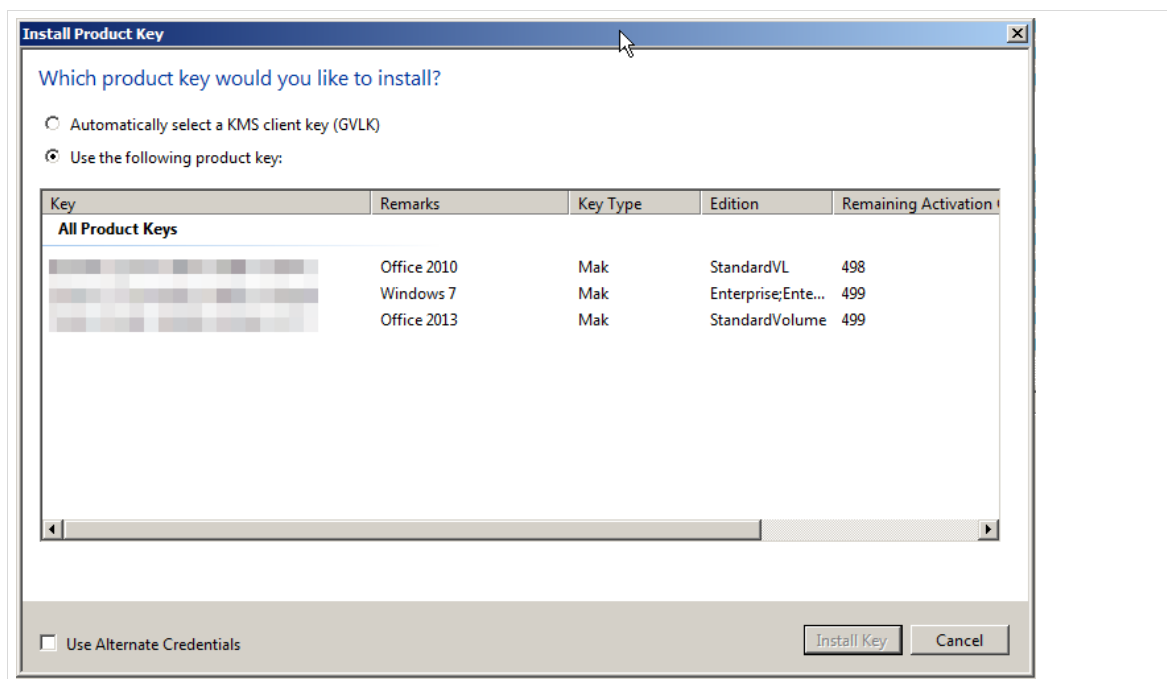 Install Product Key
Which product key would you like to install?
Automatically select a KMS client key (GVLK)
Use the following product key:
Key Remarks Key Type Edition Remaining Activation
All Product Keys
Office 2010 Mak StandardVL 498
Windows 7 Mak Enterprise;Ente... 499
Office 2013 Mak StandardVolume 499
Use Alternate Credentials Install Key Cancel